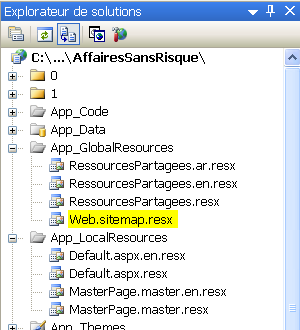 Explorateur de solutions
C:\...\AffairesSansRisque\
0
1
App_Code
App_Data
App_GlobalResources
RessourcesPartagees.ar.resx
RessourcesPartagees.en.resx
RessourcesPartagees.resx
Web.sitemap.resx
App_LocalResources
Default.aspx.en.resx
Default.aspx.resx
MasterPage.master.en.resx
MasterPage.master.resx
App_Themes